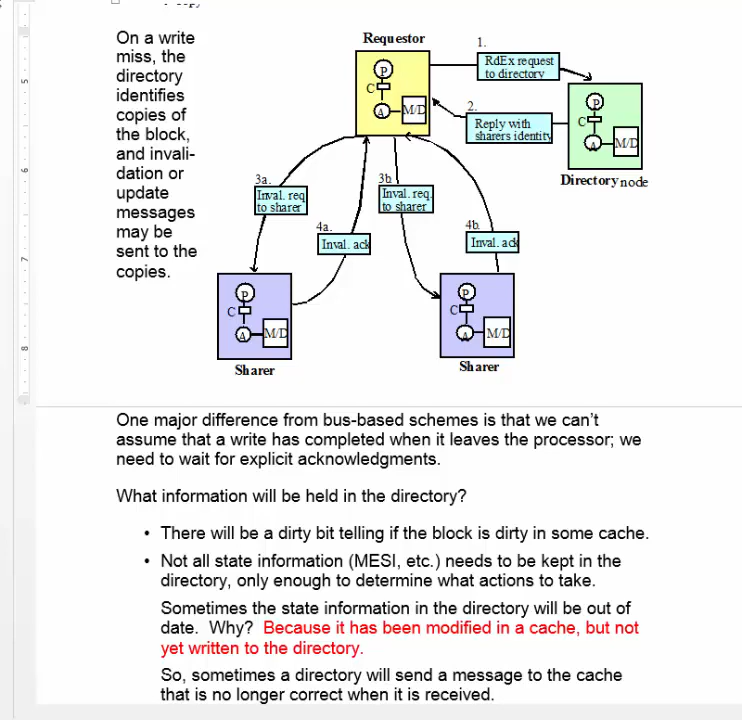 On a write
miss, the
directory
identifies
copies of
the block,
and invali-
dation or
update
messages
may be
sent to the
copies.
Requestor
P
C
A
M/D
1.
RdEx request
to directory
2.
Reply with
sharers identity
P
C
A
M/D
Directory node
3a.
Inval. req.
to sharer
3b.
Inval. req.
to sharer
4a.
Inval. ack
4b.
Inval. ack
P
C
A
M/D
Sharer
P
C
A
M/D
Sharer
5
6
7
8
One major difference from bus-based schemes is that we can't
assume that a write has completed when it leaves the processor; we
need to wait for explicit acknowledgments.
What information will be held in the directory?
• There will be a dirty bit telling if the block is dirty in some cache.
• Not all state information (MESI, etc.) needs to be kept in the
directory, only enough to determine what actions to take.
Sometimes the state information in the directory will be out of
date. Why? Because it has been modified in a cache, but not
yet written to the directory.
So, sometimes a directory will send a message to the cache
that is no longer correct when it is received.